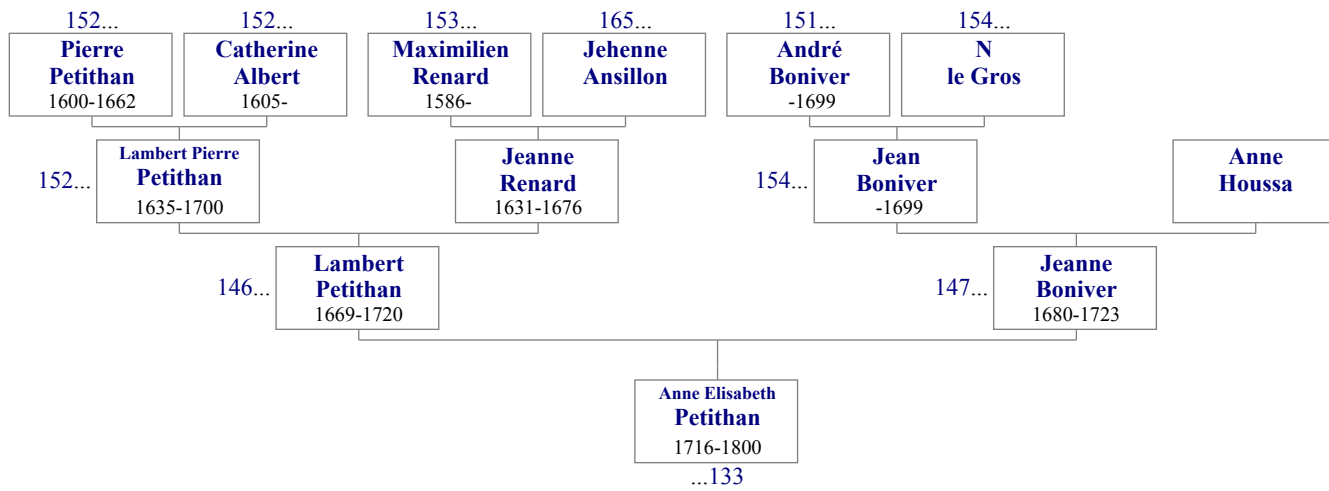 152...
152...
153...
165...
151...
154...
Pierre
Petithan
1600-1662
Catherine
Albert
1605-
Maximilien
Renard
1586-
Jehenne
Ansillon
André
Boniver
-1699
N
le Gros
152...
Lambert Pierre
Petithan
1635-1700
Jeanne
Renard
1631-1676
154...
Jean
Boniver
-1699
Anne
Houssa
146...
Lambert
Petithan
1669-1720
147...
Jeanne
Boniver
1680-1723
Anne Elisabeth
Petithan
1716-1800
...133